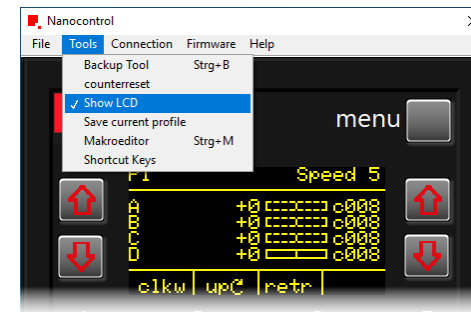 Nanocontrol
File Tools Connection Firmware Help
Backup Tool Strg+B
counterreset
✓ Show LCD
Save current profile
Makroeditor Strg+M
Shortcut Keys
menu
P1 Speed 5
A +0 c008
B +0 c008
C +0 c008
D +0 c008
clkw up retr